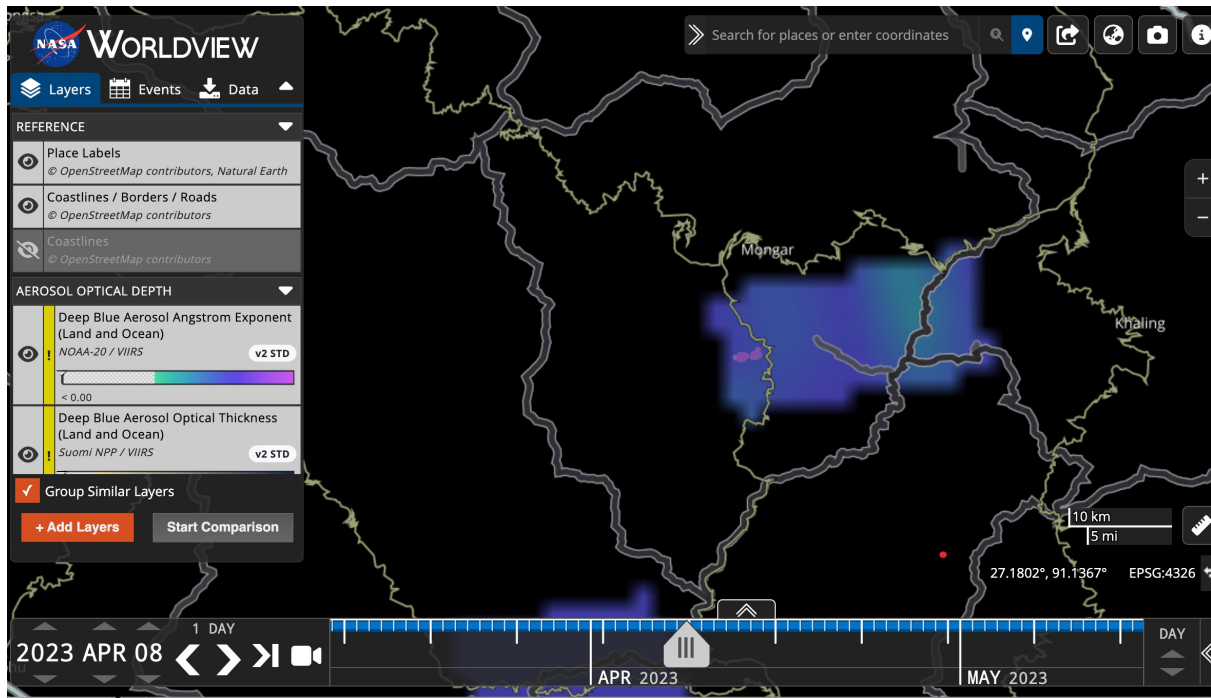 NASA WORLDVIEW
Search for places or enter coordinates
Layers Events Data
REFERENCE
Place Labels
© OpenStreetMap contributors, Natural Earth
Coastlines / Borders / Roads
© OpenStreetMap contributors
Coastlines
© OpenStreetMap contributors
AEROSOL OPTICAL DEPTH
Deep Blue Aerosol Angstrom Exponent
(Land and Ocean)
NOAA-20 / VIIRS v2 STD
< 0.00
Deep Blue Aerosol Optical Thickness
(Land and Ocean)
Suomi NPP / VIIRS v2 STD
Group Similar Layers
+ Add Layers Start Comparison
Mongar
Khaling
10 km
5 mi
27.1802°, 91.1367° EPSG:4326
1 DAY
2023 APR 08
APR 2023
MAY 2023
DAY